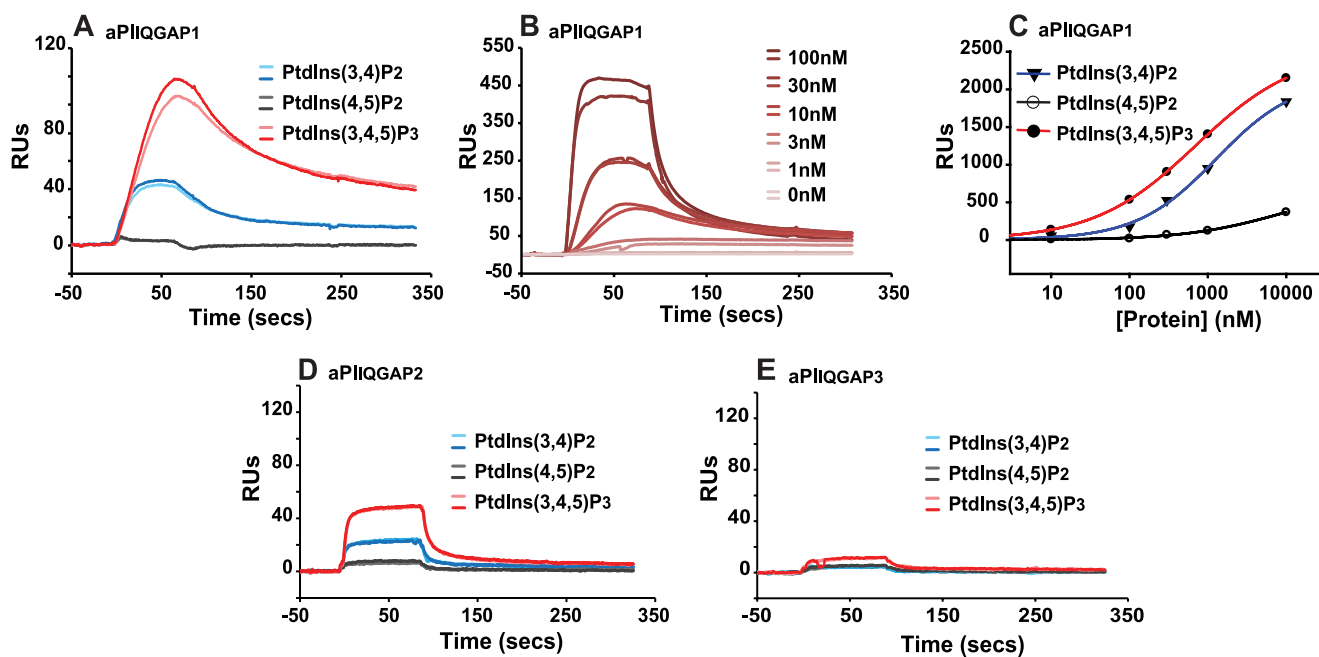 A aPIIQGAP1
120
80
40
0
RUs
-50 50 150 250 350
Time (secs)
PtdIns(3,4)P2
PtdIns(4,5)P2
PtdIns(3,4,5)P3
B aPIIQGAP1
550
450
350
250
150
50
-50
RUs
-50 50 150 250 350
Time (secs)
100nM
30nM
10nM
3nM
1nM
0nM
C aPIIQGAP1
2500
2000
1500
1000
500
0
RUs
10 100 1000 10000
[Protein] (nM)
PtdIns(3,4)P2
PtdIns(4,5)P2
PtdIns(3,4,5)P3
D aPIIQGAP2
120
80
40
0
RUs
-50 50 150 250 350
Time (secs)
PtdIns(3,4)P2
PtdIns(4,5)P2
PtdIns(3,4,5)P3
E aPIIQGAP3
120
80
40
0
RUs
-50 50 150 250 350
Time (secs)
PtdIns(3,4)P2
PtdIns(4,5)P2
PtdIns(3,4,5)P3